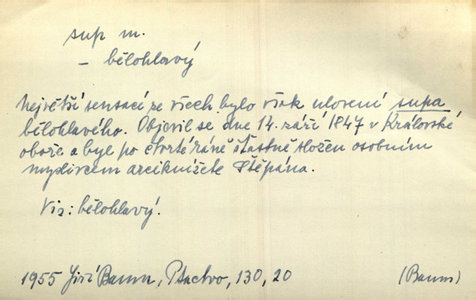 sup m.
– bělohlavý
Největší sensací ze všech bylo však ulovení supa
bělohlavého. Objevil se dne 14. září 1847 v Královské
oboře a byl po čtvrté ráně šťastně složen osobním
myslivcem arciknížete Štěpána.
Viz: bělohlavý.
1955 Jiří Baum, Ptactvo, 130, 20 (Baum)